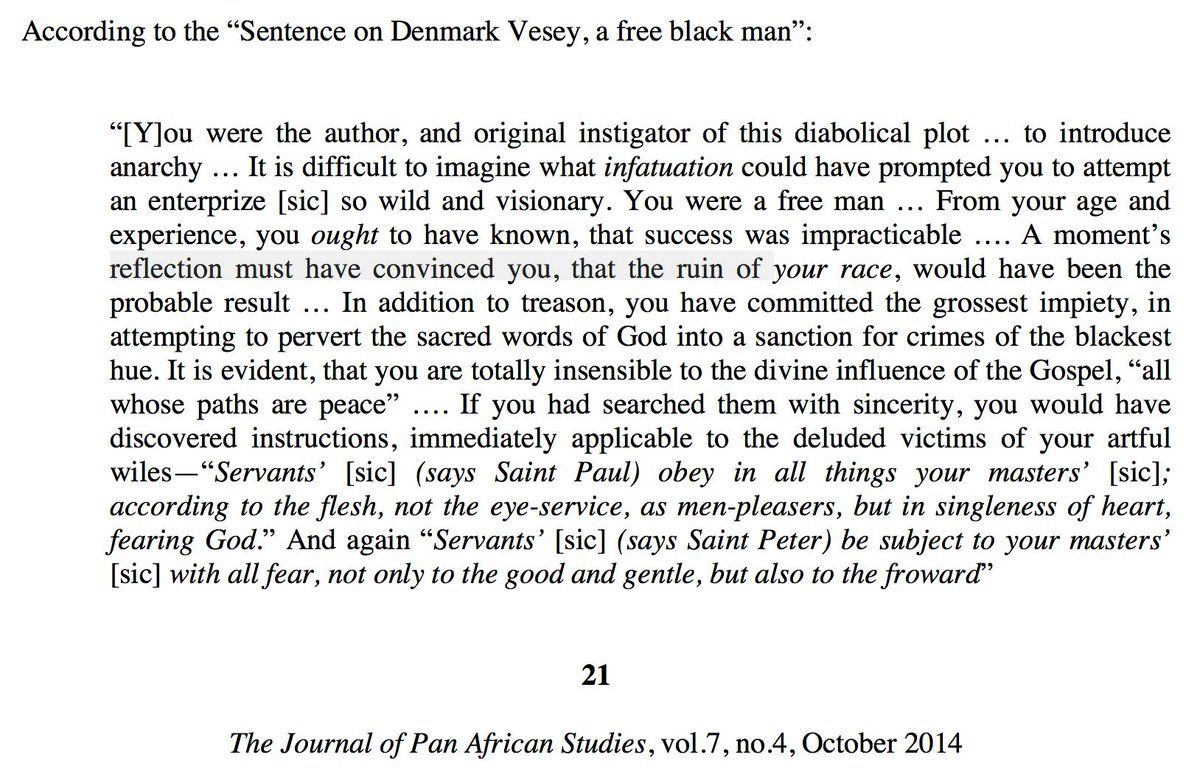 According to the “Sentence on Denmark Vesey, a free black man”:
“[Y]ou were the author, and original instigator of this diabolical plot … to introduce
anarchy … It is difficult to imagine what infatuation could have prompted you to attempt
an enterprize [sic] so wild and visionary. You were a free man … From your age and
experience, you ought to have known, that success was impracticable …. A moment’s
reflection must have convinced you, that the ruin of your race, would have been the
probable result … In addition to treason, you have committed the grossest impiety, in
attempting to pervert the sacred words of God into a sanction for crimes of the blackest
hue. It is evident, that you are totally insensible to the divine influence of the Gospel, “all
whose paths are peace” …. If you had searched them with sincerity, you would have
discovered instructions, immediately applicable to the deluded victims of your artful
wiles—“Servants’ [sic] (says Saint Paul) obey in all things your masters’ [sic];
according to the flesh, not the eye-service, as men-pleasers, but in singleness of heart,
fearing God.” And again “Servants’ [sic] (says Saint Peter) be subject to your masters’
[sic] with all fear, not only to the good and gentle, but also to the froward”
21
The Journal of Pan African Studies, vol.7, no.4, October 2014